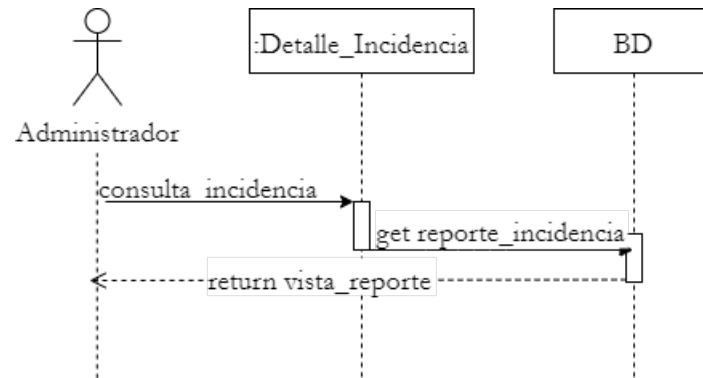 :Detalle_Incidencia
BD
Administrador
consulta_incidencia
get reporte_incidencia
return vista_reporte